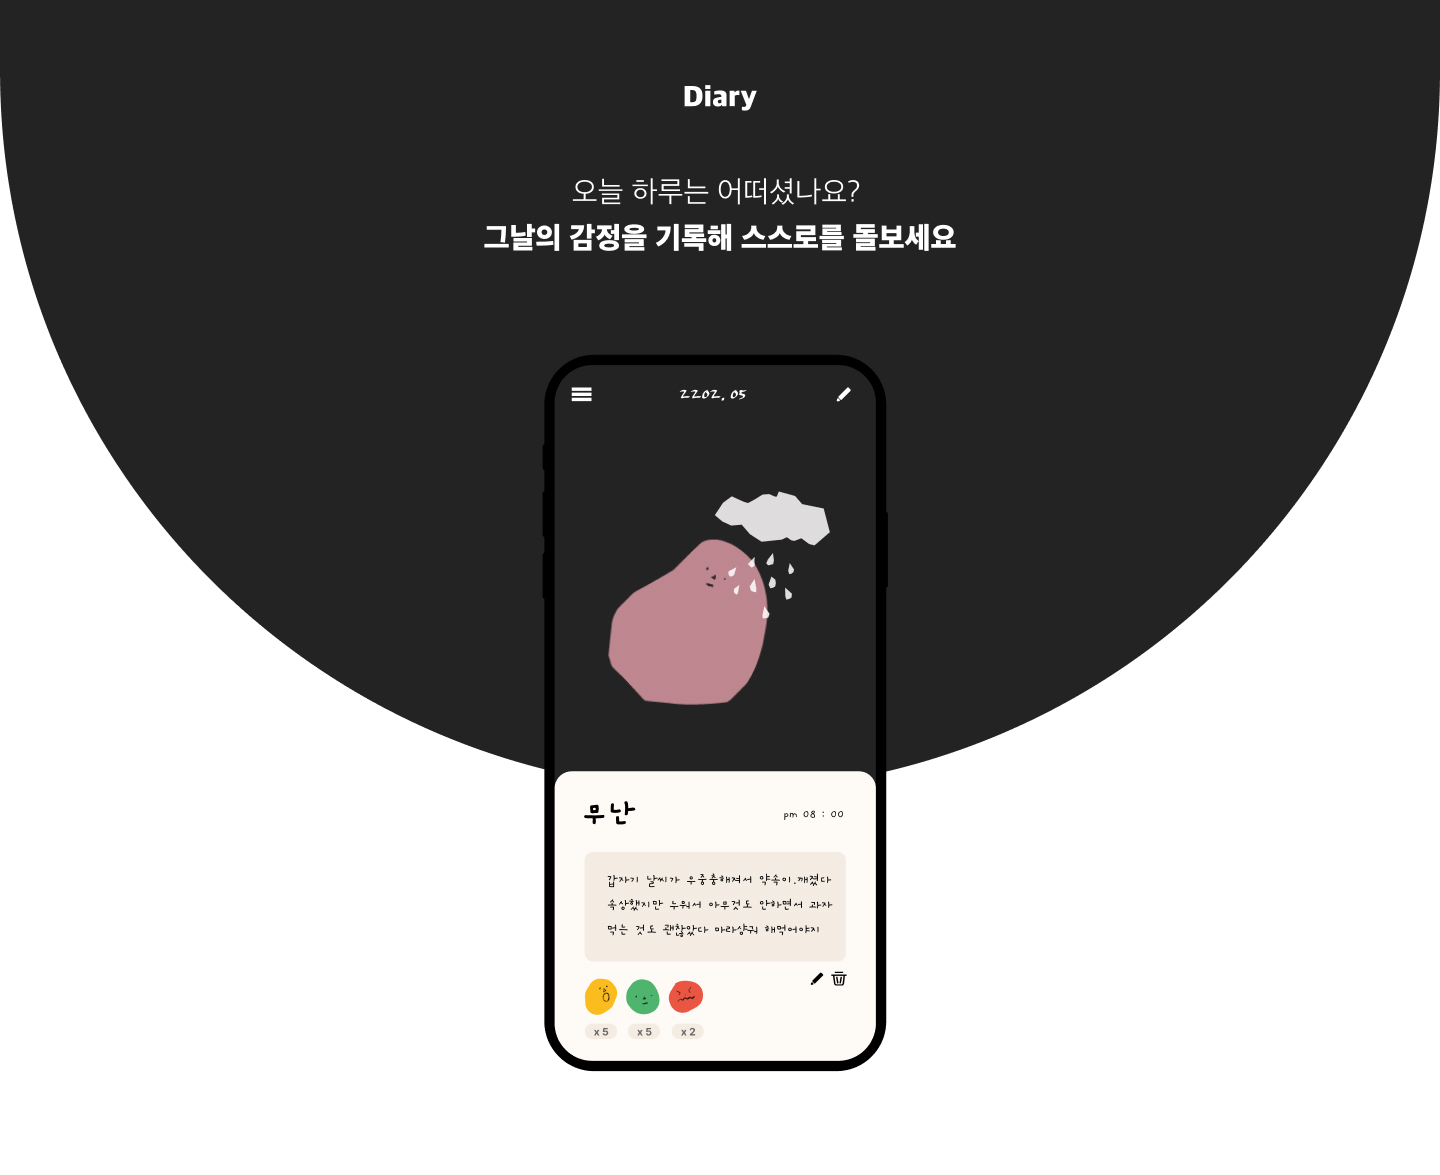 Diary
오늘 하루는 어떠셨나요?
그날의 감정을 기록해 스스로를 돌보세요
2202. 05
무난
pm 08 : 00
갑자기 날씨가 우중충해져서 약속이.깨졌다
속상했지만 누워서 아무것도 안하면서 과자
먹는 것도 괜찮았다 마라샹궈 해먹어야지
x 5
x 5
x 2